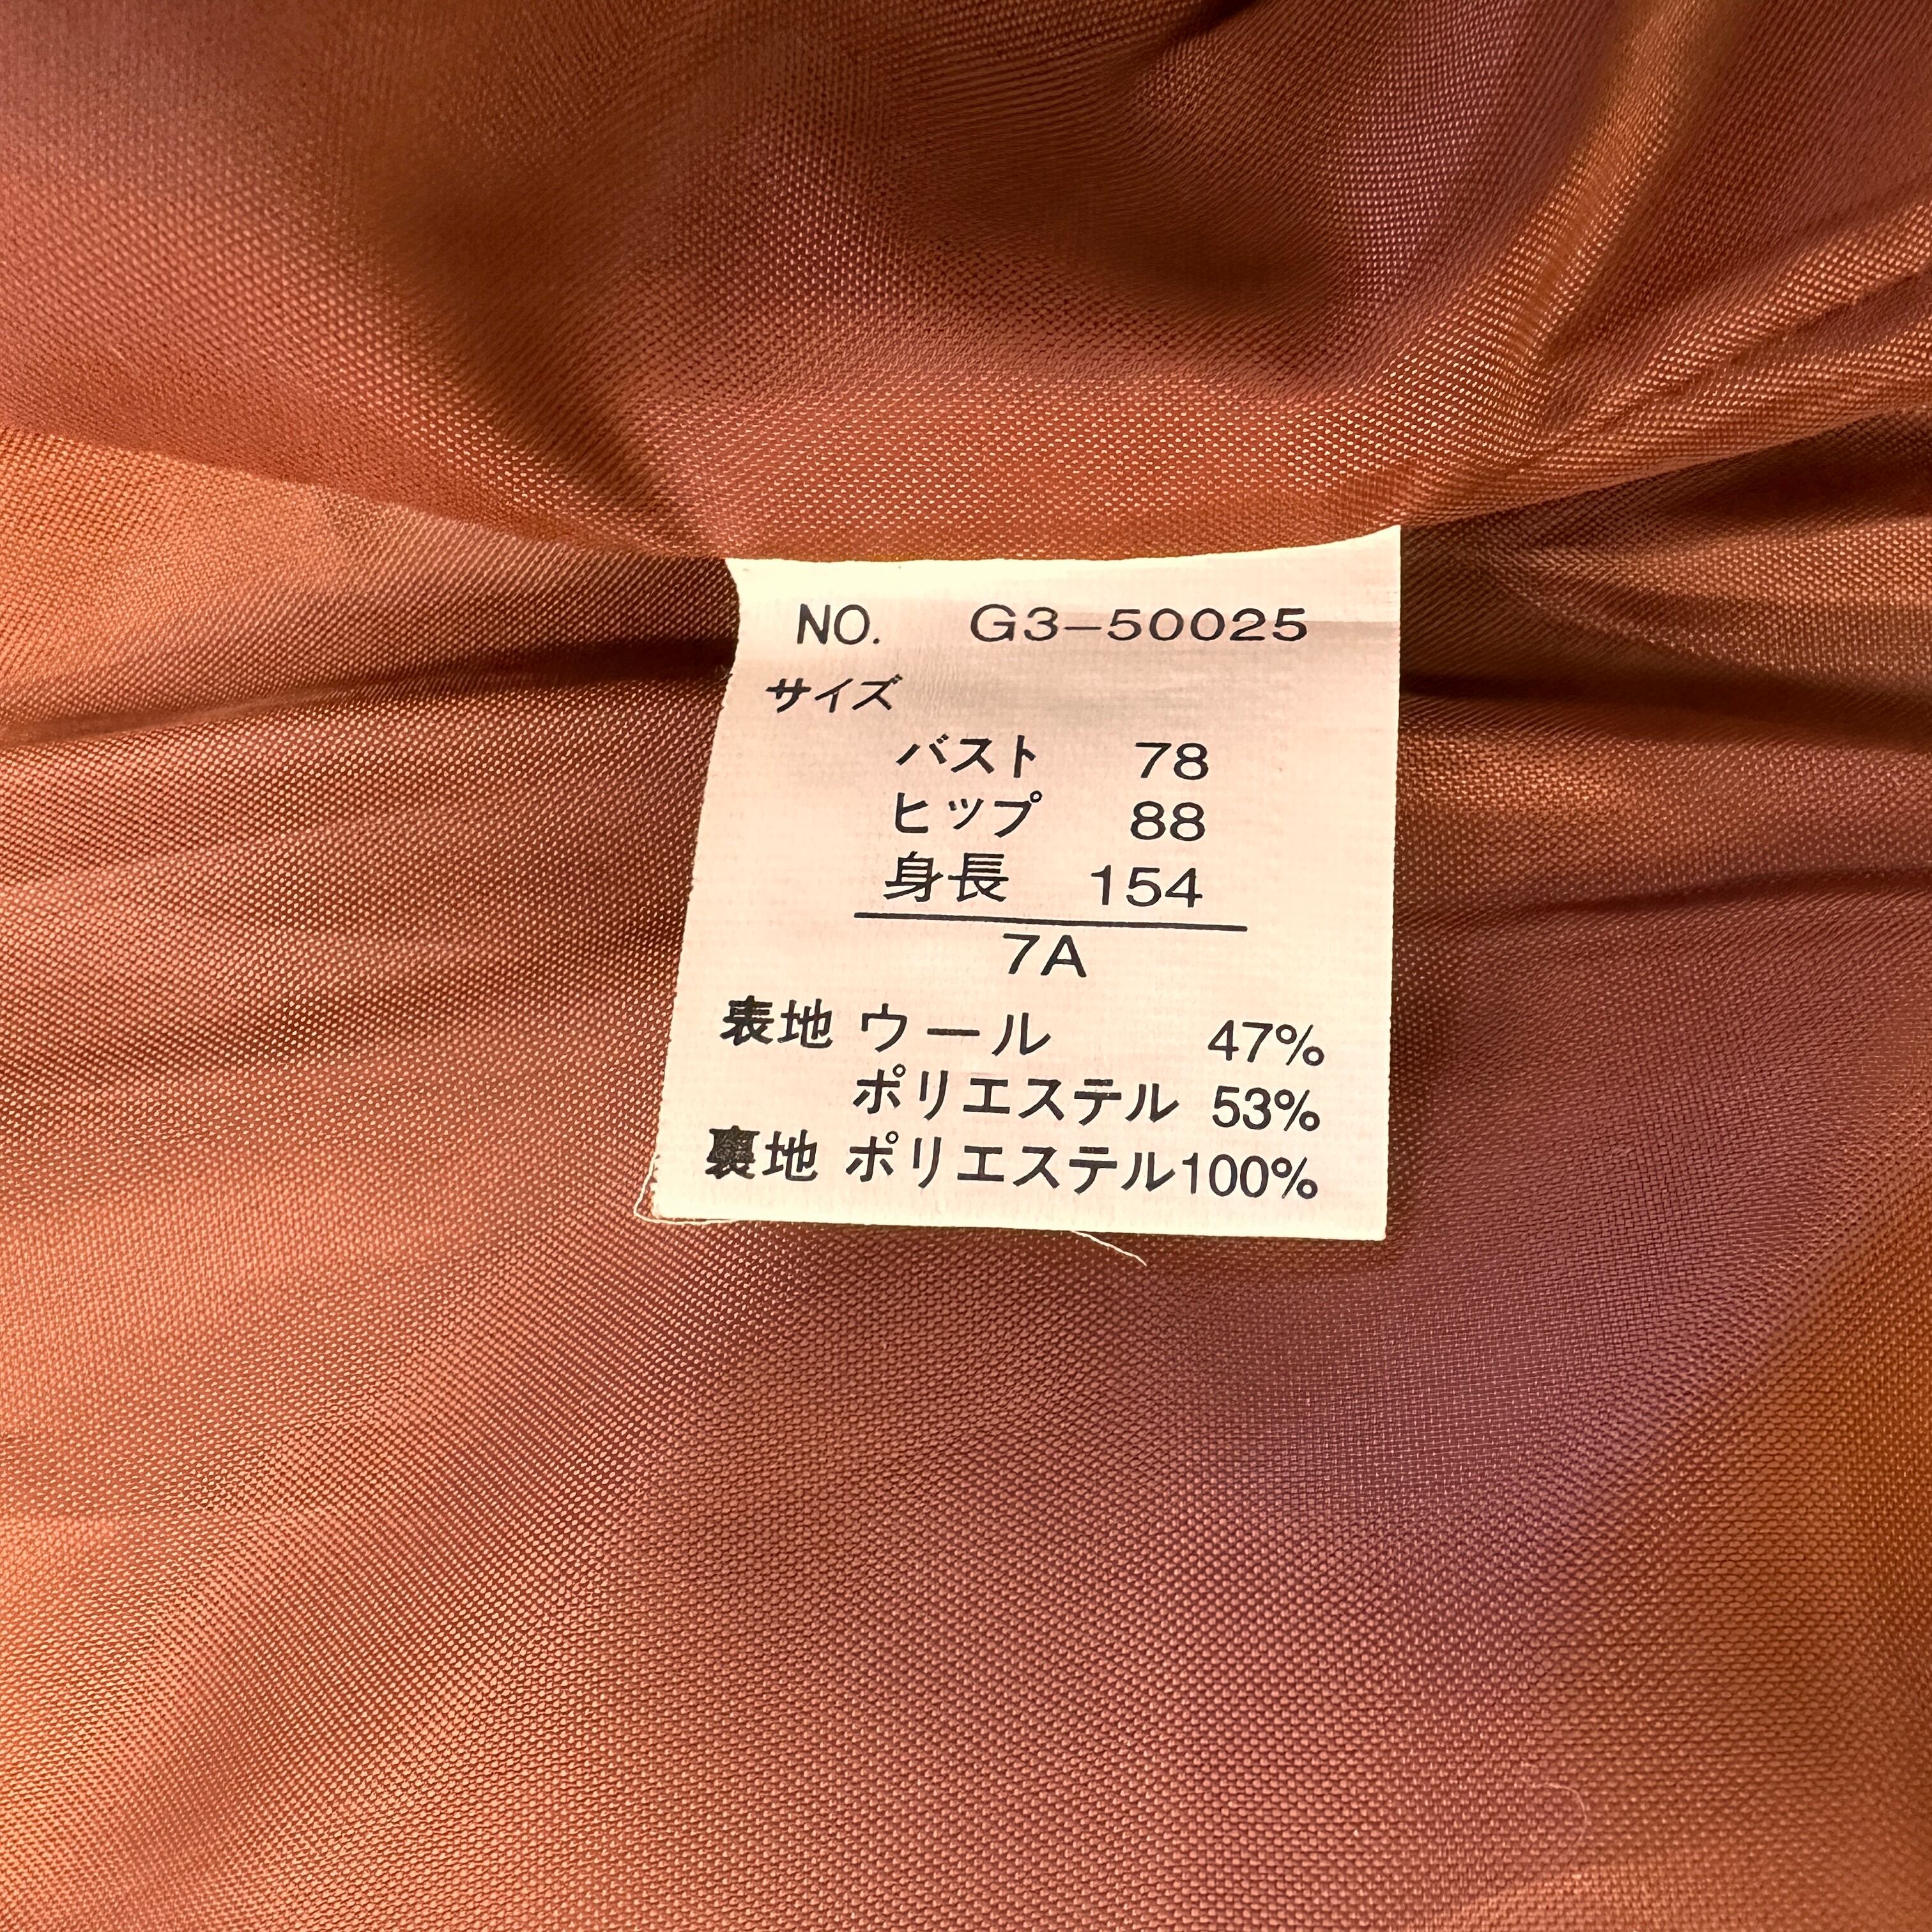 NO. G3-50025
サイズ
バスト 78
ヒップ 88
身長 154
7A
表地 ウール 47%
ポリエステル 53%
裏地 ポリエステル100%